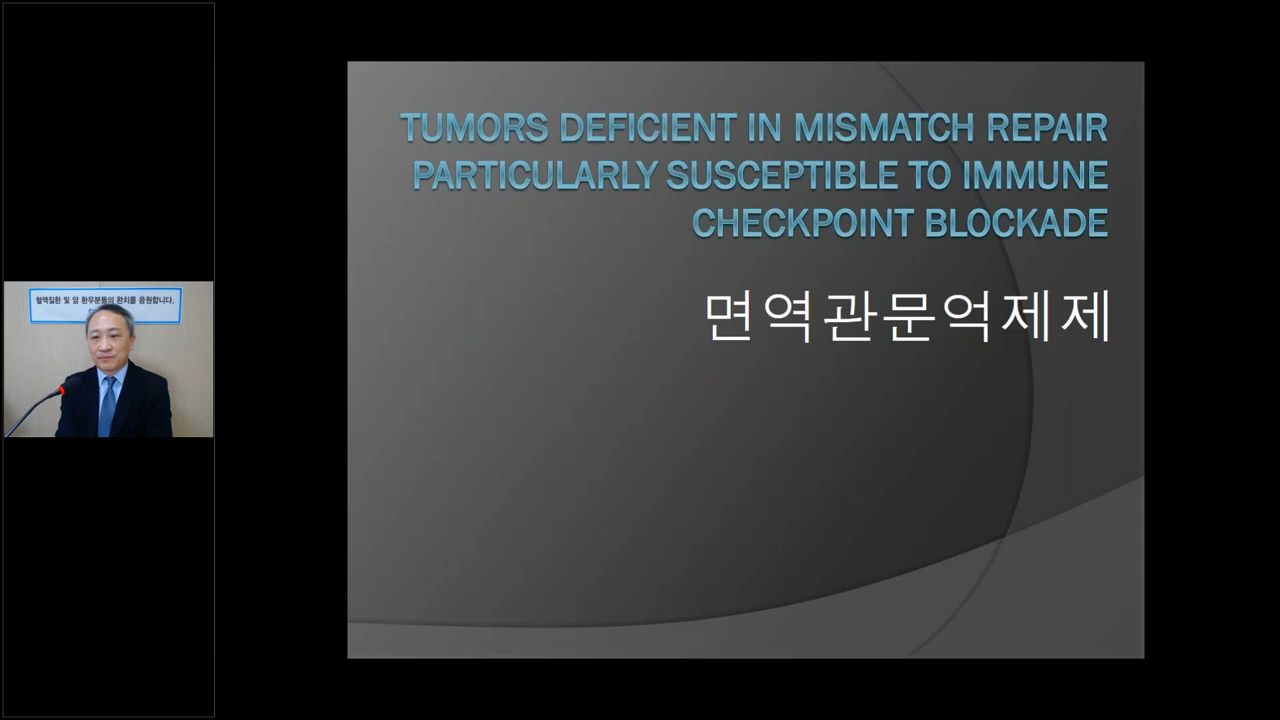 TUMORS DEFICIENT IN MISMATCH REPAIR
PARTICULARLY SUSCEPTIBLE TO IMMUNE
CHECKPOINT BLOCKADE
면역관문억제제
혈액질환 및 암 환우분들의 완치를 응원합니다.